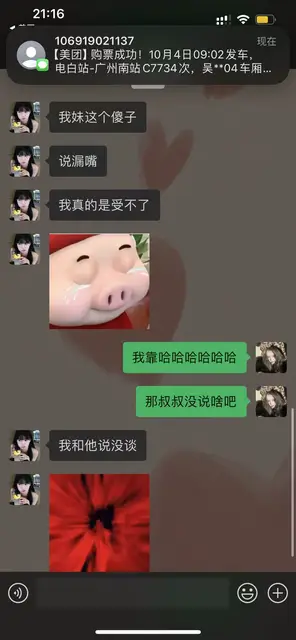 21:16
106919021137
现在
【美团】购票成功！10月4日09:02发车，
电白站-广州南站 C7734次，吴**04车厢...
我妹这个傻子
说漏嘴
我真的是受不了
我靠哈哈哈哈哈哈
那叔叔没说啥吧
我和他说没谈